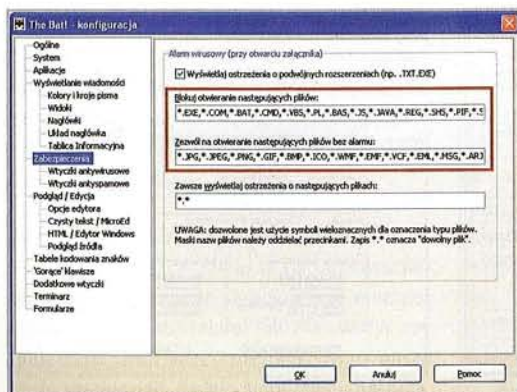 The Bat! - konfiguracja
Ogólne
System
Aplikacje
Wyświetlanie wiadomości
Kolory i kroje pisma
Widoki
Nagłówki
Układ nagłówka
Tablica Informacyjna
Zabezpieczenia
Wtyczki antywirusowe
Wtyczki antyspamowe
Podgląd / Edycja
Opcje edytora
Czysty tekst / MicroEd
HTML / Edytor Windows
Podgląd źródła
Tabele kodowania znaków
'Gorące' klawisze
Dodatkowe wtyczki
Terminarz
Formularze
Alarm wirusowy (przy otwarciu załącznika)
Wyświetlaj ostrzeżenia o podwójnych rozszerzeniach (np. .TXT.EXE)
Blokuj otwieranie następujących plików:
*.EXE,*.COM,*.BAT,*.CMD,*.VBS,*.PL,*.BAS,*.JS,*.JAVA,*.REG,*.SHS,*.PIF,*.S
Zezwól na otwieranie następujących plików bez alarmu:
*.JPG,*.JPEG,*.PNG,*.GIF,*.BMP,*.ICO,*.WMF,*.EMF,*.VCF,*.EML,*.MSG,*.ARJ
Zawsze wyświetlaj ostrzeżenia o następujących plikach:
*.*
UWAGA: dozwolone jest użycie symboli wieloznacznych dla oznaczenia typu plików.
Maski nazw plików należy oddzielać przecinkami. Zapis *.* oznacza "dowolny plik".
OK
Anuluj
Pomoc